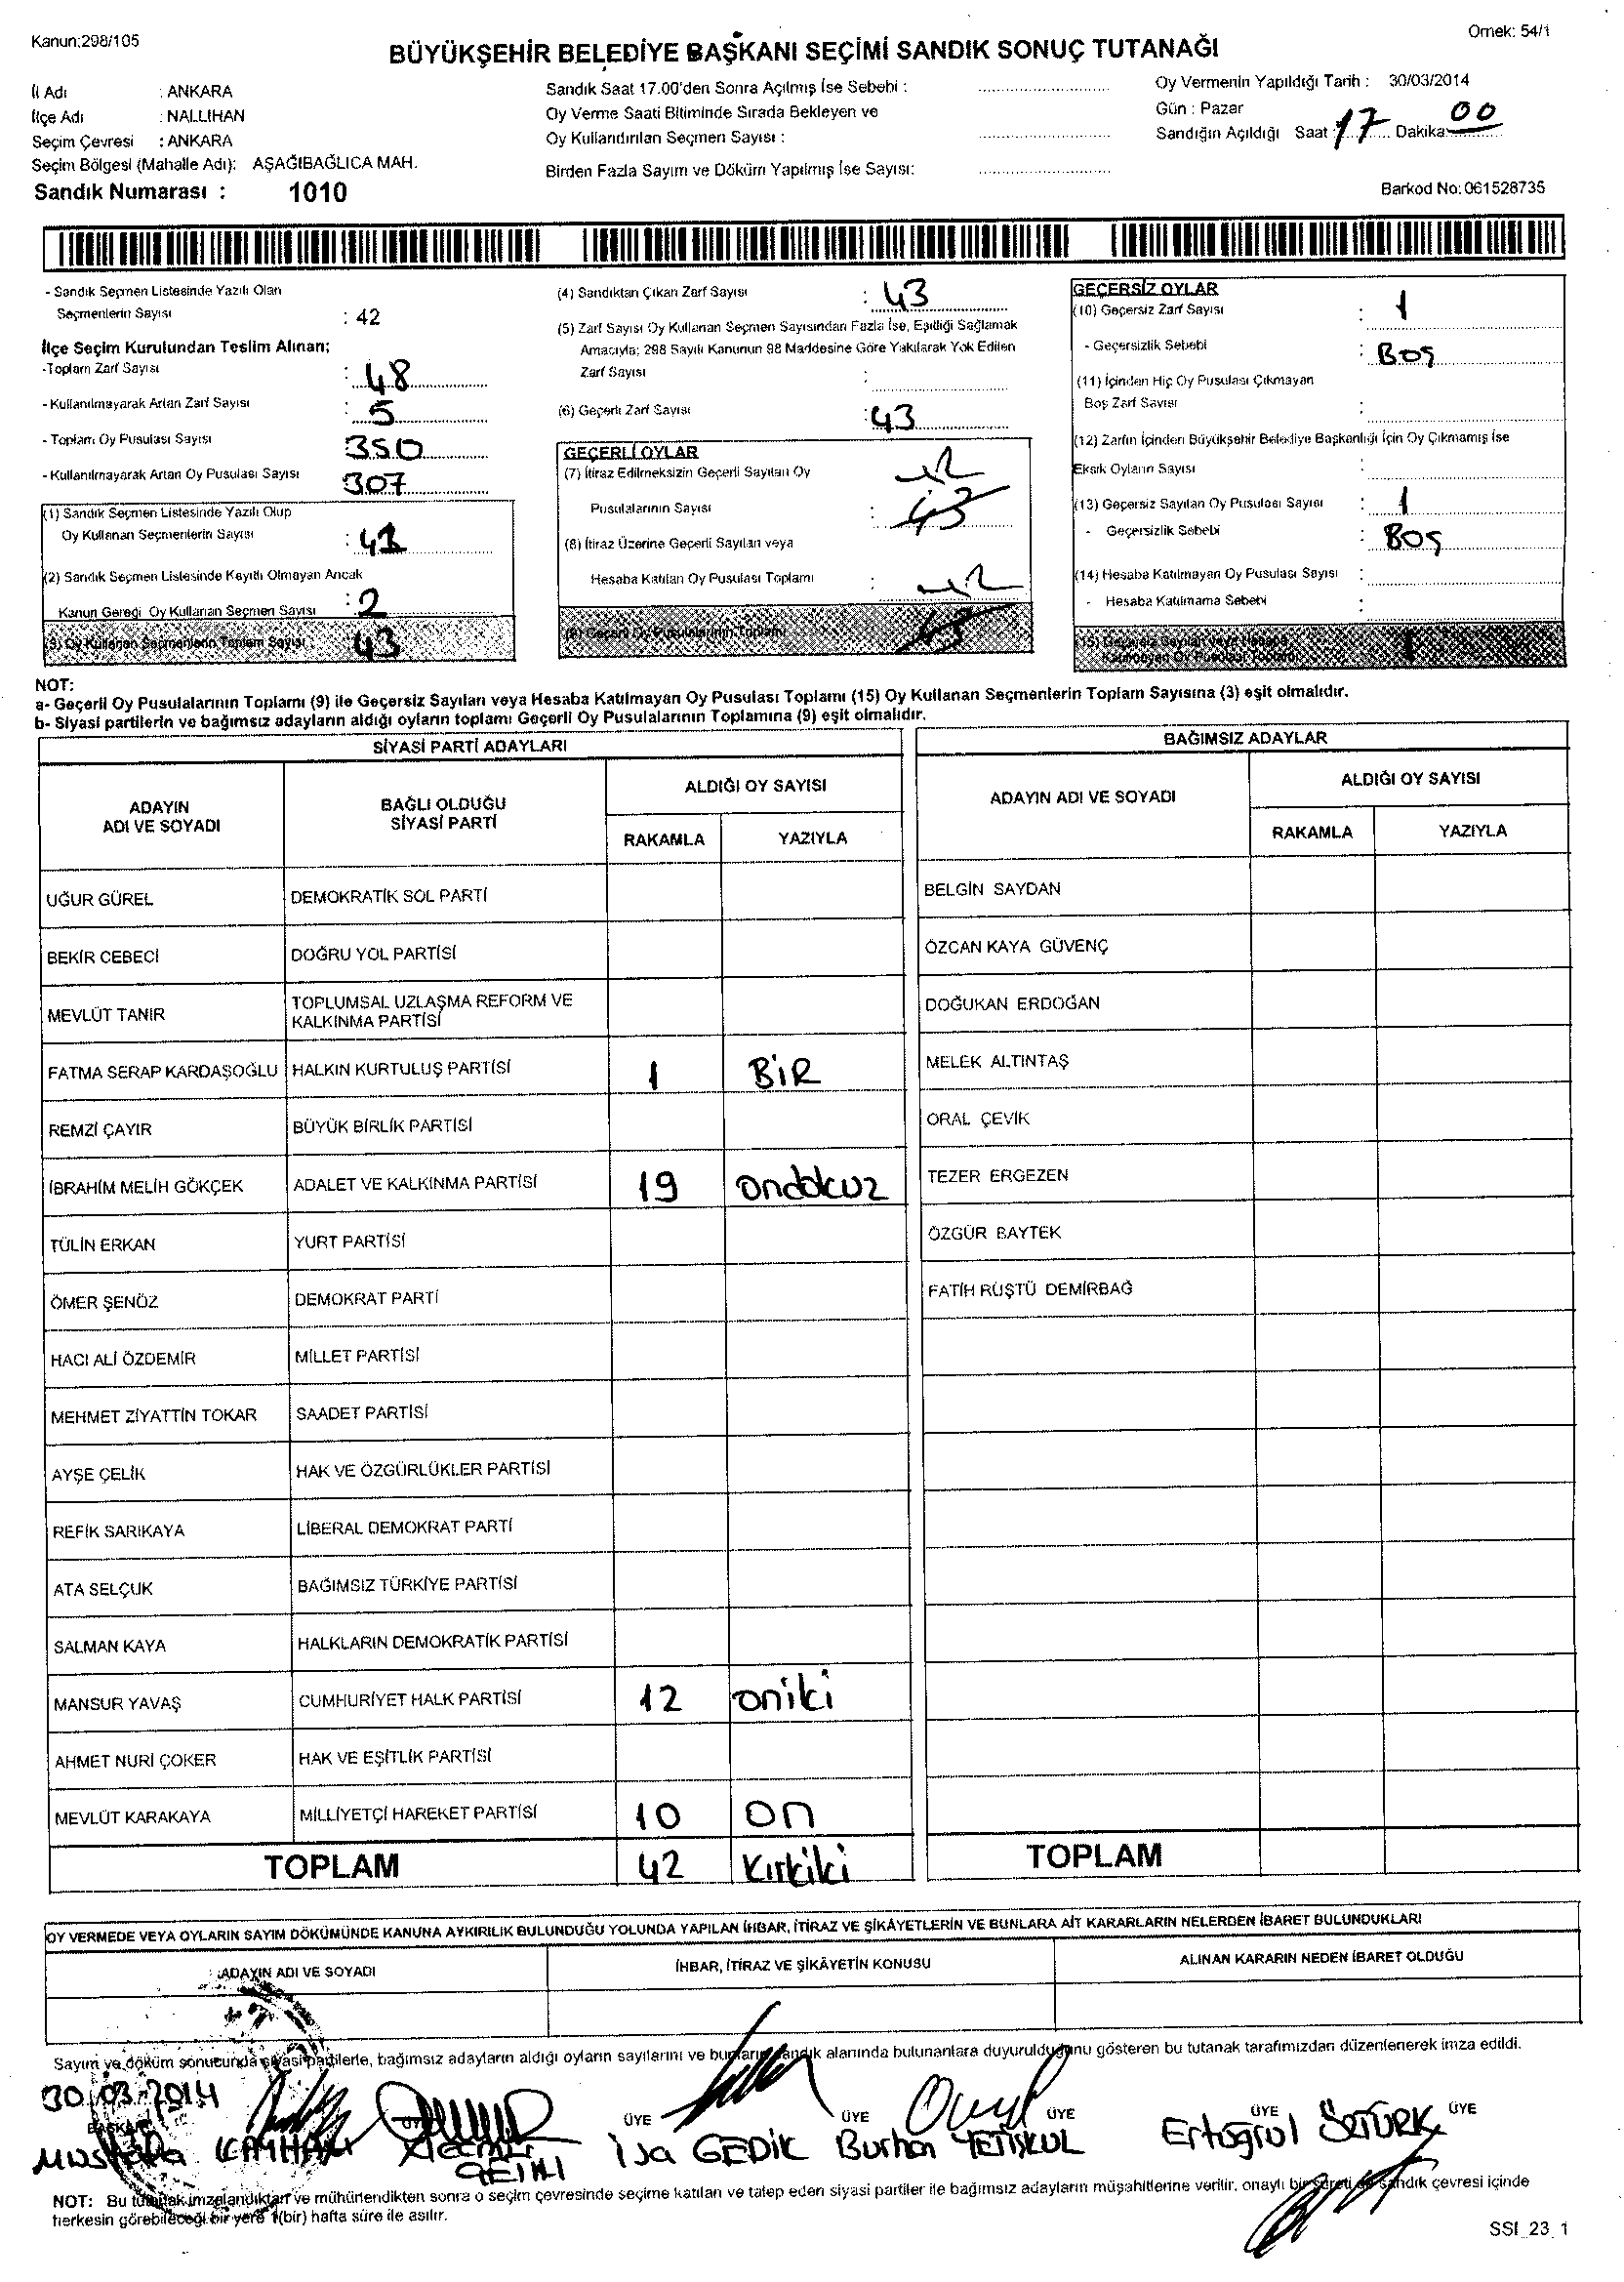 Kanun:298/105
Örnek: 54/1
BÜYÜKŞEHİR BELEDİYE BAŞKANI SEÇİMİ SANDIK SONUÇ TUTANAĞI
İl Adı : ANKARA
İlçe Adı : NALLIHAN
Seçim Çevresi : ANKARA
Seçim Bölgesi (Mahalle Adı): AŞAĞIBAĞLICA MAH.
Sandık Numarası : 1010
Sandık Saat 17.00'den Sonra Açılmış İse Sebebi :
Oy Verme Saati Bitiminde Sırada Bekleyen ve
Oy Kullandırılan Seçmen Sayısı :
Birden Fazla Sayım ve Döküm Yapılmış İse Sayısı:
Oy Vermenin Yapıldığı Tarih : 30/03/2014
Gün : Pazar
Sandığın Açıldığı Saat : 17 Dakika: 00
Barkod No: 061528735
- Sandık Seçmen Listesinde Yazılı Olan
Seçmenlerin Sayısı : 42
İlçe Seçim Kurulundan Teslim Alınan;
-Toplam Zarf Sayısı : 48
- Kullanılmayarak Artan Zarf Sayısı : 5
- Toplam Oy Pusulası Sayısı 350
- Kullanılmayarak Artan Oy Pusulası Sayısı 307
(1) Sandık Seçmen Listesinde Yazılı Olup
Oy Kullanan Seçmenlerin Sayısı : 41
(2) Sandık Seçmen Listesinde Kayıtlı Olmayan Ancak
Kanun Gereği Oy Kullanan Seçmen Sayısı : 2
(3) Oy Kullanan Seçmenlerin Toplam Sayısı : 43
(4) Sandıktan Çıkan Zarf Sayısı : 43
(5) Zarf Sayısı Oy Kullanan Seçmen Sayısından Fazla İse, Eşitliği Sağlamak
Amacıyla; 298 Sayılı Kanunun 98 Maddesine Göre Yakılarak Yok Edilen
Zarf Sayısı :
(6) Geçerli Zarf Sayısı : 43
GEÇERLİ OYLAR
(7) İtiraz Edilmeksizin Geçerli Sayılan Oy
Pusulalarının Sayısı : 43
(8) İtiraz Üzerine Geçerli Sayılan veya
Hesaba Katılan Oy Pusulası Toplamı :
(9) Geçerli Oy Pusulalarının Toplamı 43
GEÇERSİZ OYLAR
(10) Geçersiz Zarf Sayısı : 1
- Geçersizlik Sebebi : BOŞ
(11) İçinden Hiç Oy Pusulası Çıkmayan
Boş Zarf Sayısı :
(12) Zarfın İçinden Büyükşehir Belediye Başkanlığı İçin Oy Çıkmamış İse
Eksik Oyların Sayısı :
(13) Geçersiz Sayılan Oy Pusulası Sayısı : 1
- Geçersizlik Sebebi : BOŞ
(14) Hesaba Katılmayan Oy Pusulası Sayısı :
- Hesaba Katılmama Sebebi :
(15) Geçersiz Sayılan veya Hesaba
Katılmayan Oy Pusulası Toplamı 1
NOT:
a- Geçerli Oy Pusulalarının Toplamı (9) ile Geçersiz Sayılan veya Hesaba Katılmayan Oy Pusulası Toplamı (15) Oy Kullanan Seçmenlerin Toplam Sayısına (3) eşit olmalıdır.
b- Siyasi partilerin ve bağımsız adayların aldığı oyların toplamı Geçerli Oy Pusulalarının Toplamına (9) eşit olmalıdır.
SİYASİ PARTİ ADAYLARI
ADAYIN ADI VE SOYADI BAĞLI OLDUĞU SİYASİ PARTİ ALDIĞI OY SAYISI
RAKAMLA YAZIYLA
UĞUR GÜREL DEMOKRATİK SOL PARTİ
BEKİR CEBECİ DOĞRU YOL PARTİSİ
MEVLÜT TANIR TOPLUMSAL UZLAŞMA REFORM VE KALKINMA PARTİSİ
FATMA SERAP KARDAŞOĞLU HALKIN KURTULUŞ PARTİSİ 1 BİR
REMZİ ÇAYIR BÜYÜK BİRLİK PARTİSİ
İBRAHİM MELİH GÖKÇEK ADALET VE KALKINMA PARTİSİ 19 ondokuz
TÜLİN ERKAN YURT PARTİSİ
ÖMER ŞENÖZ DEMOKRAT PARTİ
HACI ALİ ÖZDEMİR MİLLET PARTİSİ
MEHMET ZİYATTİN TOKAR SAADET PARTİSİ
AYŞE ÇELİK HAK VE ÖZGÜRLÜKLER PARTİSİ
REFİK SARIKAYA LİBERAL DEMOKRAT PARTİ
ATA SELÇUK BAĞIMSIZ TÜRKİYE PARTİSİ
SALMAN KAYA HALKLARIN DEMOKRATİK PARTİSİ
MANSUR YAVAŞ CUMHURİYET HALK PARTİSİ 12 oniki
AHMET NURİ ÇOKER HAK VE EŞİTLİK PARTİSİ
MEVLÜT KARAKAYA MİLLİYETÇİ HAREKET PARTİSİ 10 on
TOPLAM 42 Kırkiki
BAĞIMSIZ ADAYLAR
ADAYIN ADI VE SOYADI ALDIĞI OY SAYISI
RAKAMLA YAZIYLA
BELGİN SAYDAN
ÖZCAN KAYA GÜVENÇ
DOĞUKAN ERDOĞAN
MELEK ALTINTAŞ
ORAL ÇEVİK
TEZER ERGEZEN
ÖZGÜR BAYTEK
FATİH RÜŞTÜ DEMİRBAĞ
TOPLAM
OY VERMEDE VEYA OYLARIN SAYIM DÖKÜMÜNDE KANUNA AYKIRILIK BULUNDUĞU YOLUNDA YAPILAN İHBAR, İTİRAZ VE ŞİKÂYETLERİN VE BUNLARA AİT KARARLARIN NELERDEN İBARET BULUNDUKLARI
ADAYIN ADI VE SOYADI İHBAR, İTİRAZ VE ŞİKÂYETİN KONUSU ALINAN KARARIN NEDEN İBARET OLDUĞU
Sayım ve döküm sonucunda siyasi partilerle, bağımsız adayların aldığı oyların sayılarını ve bunların sandık alanında bulunanlara duyurulduğunu gösteren bu tutanak tarafımızdan düzenlenerek imza edildi.
30.03.2014
BAŞKAN ÜYE ÜYE ÜYE ÜYE ÜYE
Mustafa KAYHAN İsa GEDİK Burhan YETİŞKUL Ertuğrul ÖZTÜRK
NOT: Bu tutanak imzalandıktan ve mühürlendikten sonra o seçim çevresinde seçime katılan ve talep eden siyasi partiler ile bağımsız adayların müşahitlerine verilir, onaylı bir sureti de sandık çevresi içinde
herkesin görebileceği bir yere 1(bir) hafta süre ile asılır.
SSI_23_1